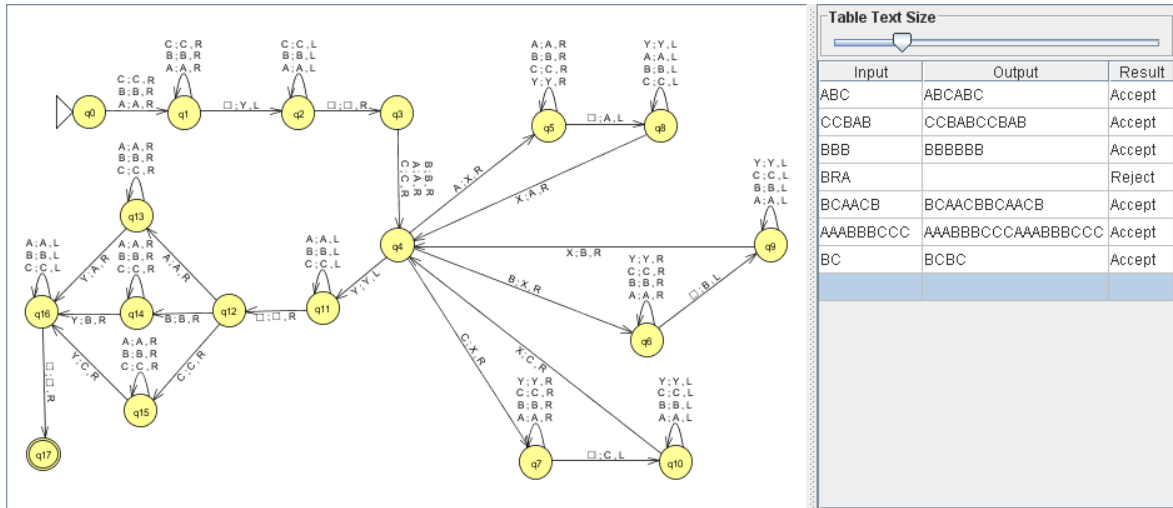 Table Text Size
Input Output Result
ABC ABCABC Accept
CCBAB CCBABCCBAB Accept
BBB BBBBBB Accept
BRA Reject
BCAACB BCAACBBCAACB Accept
AAABBBCCC AAABBBCCCAAABBBCCC Accept
BC BCBC Accept
C ; C , R
B ; B , R
A ; A , R
C ; C , R
B ; B , R
A ; A , R
□ ; Y , L
C ; C , L
B ; B , L
A ; A , L
□ ; □ , R
q0
q1
q2
q3
B ; B , R
A ; A , R
C ; C , R
A ; A , R
B ; B , R
C ; C , R
Y ; Y , R
q5
□ ; A , L
Y ; Y , L
A ; A , L
B ; B , L
C ; C , L
q8
A ; X , R
X ; A , R
q4
X ; B , R
Y ; Y , L
C ; C , L
B ; B , L
A ; A , L
q9
B ; X , R
Y ; Y , R
C ; C , R
B ; B , R
A ; A , R
q6
□ ; B , L
C ; X , R
X ; C , R
Y ; Y , R
C ; C , R
B ; B , R
A ; A , R
q7
□ ; C , L
Y ; Y , L
C ; C , L
B ; B , L
A ; A , L
q10
Y ; Y , L
A ; A , L
B ; B , L
C ; C , L
q11
□ ; □ , R
q12
A ; A , R
B ; B , R
C ; C , R
q13
A ; A , R
Y ; A , R
A ; A , R
B ; B , R
C ; C , R
q14
B ; B , R
Y ; B , R
A ; A , R
B ; B , R
C ; C , R
q15
C ; C , R
Y ; C , R
A ; A , L
B ; B , L
C ; C , L
q16
□ ; □ , R
q17